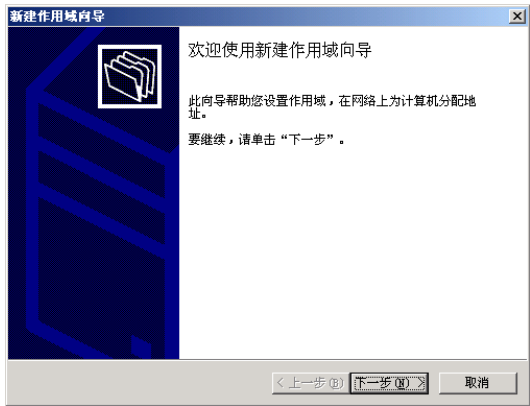 新建作用域向导
欢迎使用新建作用域向导
此向导帮助您设置作用域，在网络上为计算机分配地
址。
要继续，请单击“下一步”。
< 上一步(B) 下一步(N) > 取消